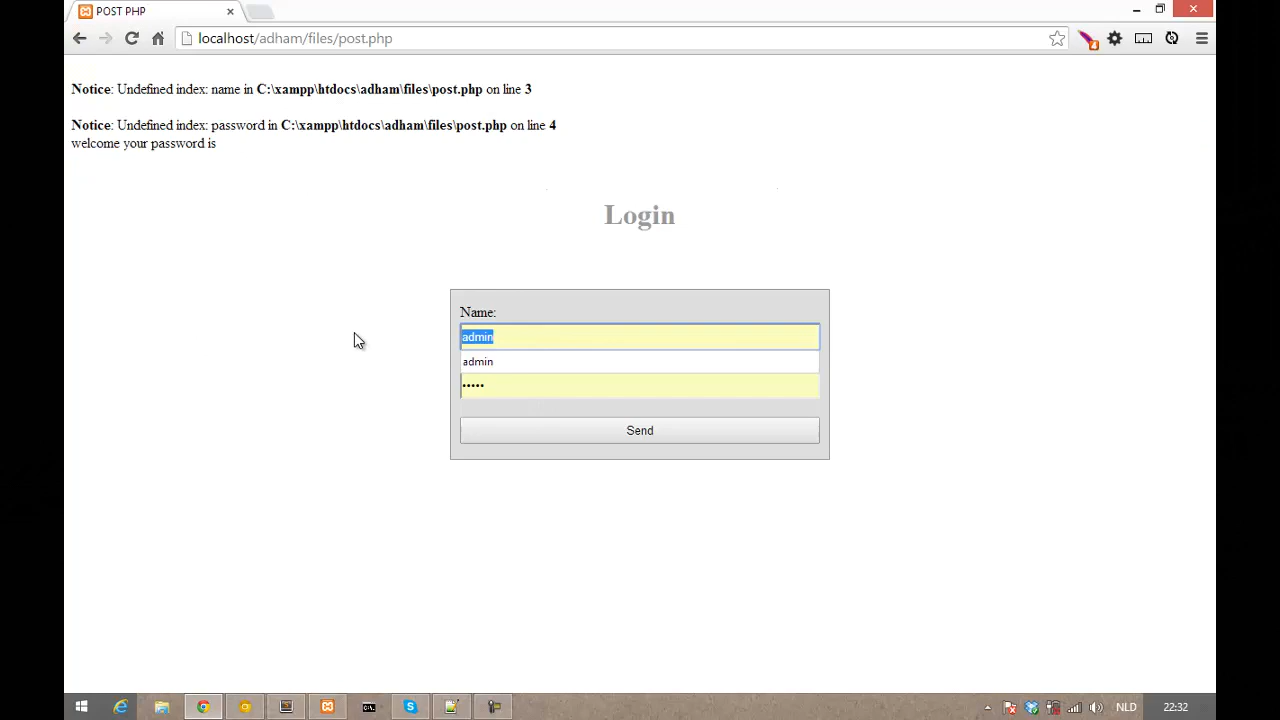 POST PHP
localhost/adham/files/post.php
4
Notice: Undefined index: name in C:\xampp\htdocs\adham\files\post.php on line 3
Notice: Undefined index: password in C:\xampp\htdocs\adham\files\post.php on line 4
welcome your password is
Login
Name:
admin
admin
•••••
Send
NLD
22:32